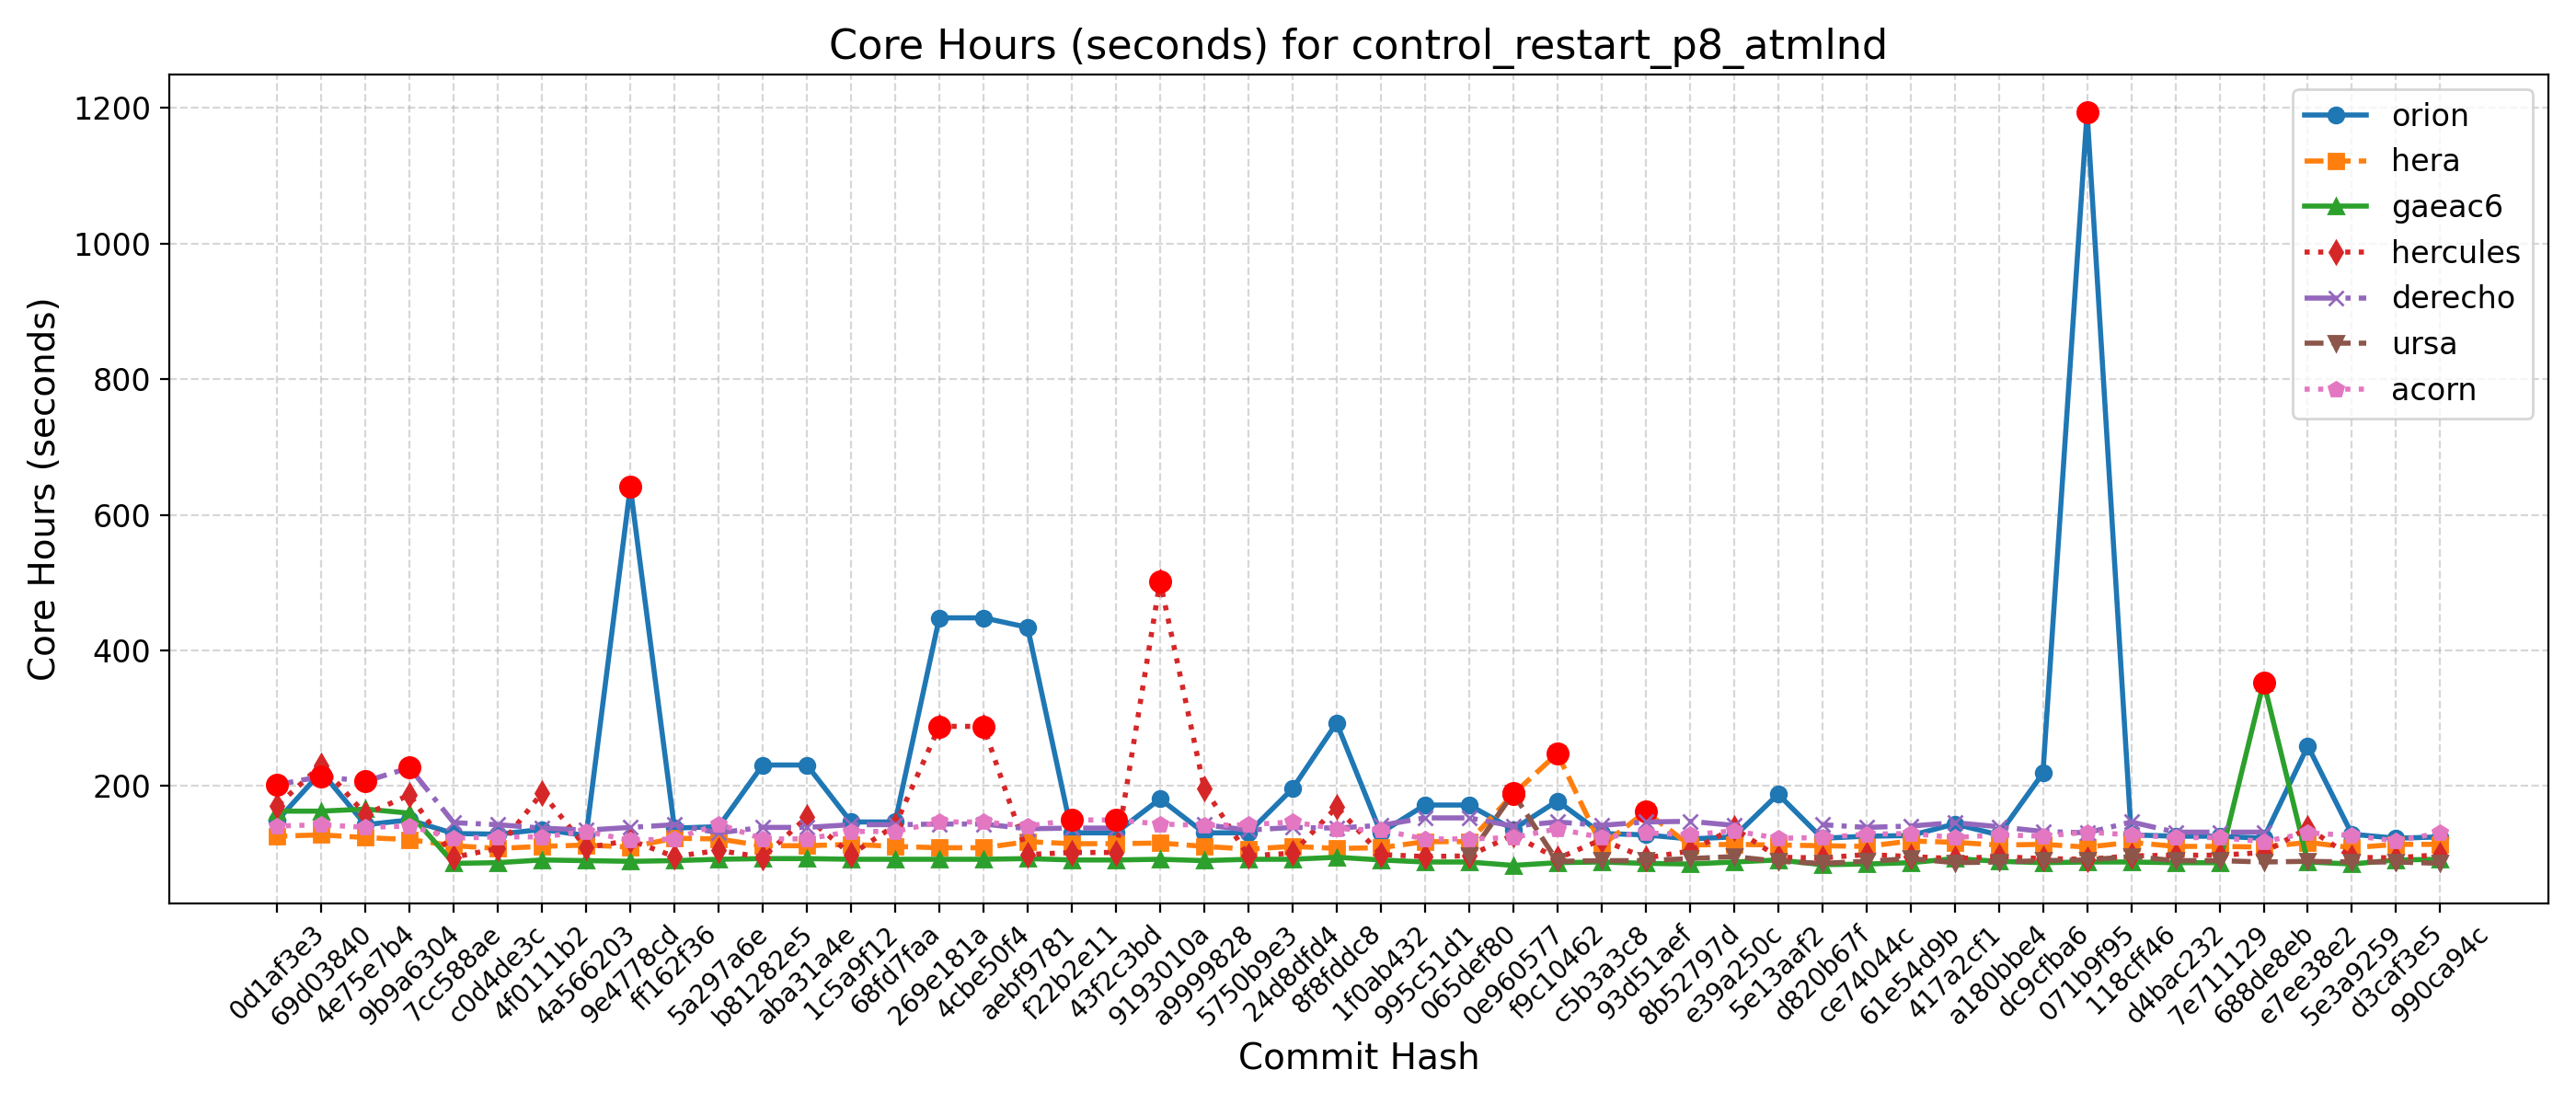 Core Hours (seconds) for control_restart_p8_atmlnd
Core Hours (seconds)
1200
1000
800
600
400
200
orion
hera
gaeac6
hercules
derecho
ursa
acorn
0d1af3e3
69d03840
4e75e7b4
9b9a6304
7cc588ae
c0d4de3c
4f0111b2
4a566203
9e4778cd
ff162f36
5a297a6e
b81282e5
aba31a4e
1c5a9f12
68fd7faa
269e181a
4cbe50f4
aebf9781
f22b2e11
43f2c3bd
9193010a
a9999828
5750b9e3
24d8dfd4
8f8fddc8
1f0ab432
995c51d1
065def80
0e960577
f9c10462
c5b3a3c8
93d51aef
8b52797d
e39a250c
5e13aaf2
d820b67f
ce74044c
61e54d9b
417a2cf1
a180bbe4
dc9cfba6
071b9f95
118cff46
d4bac232
7e711129
688de8eb
e7ee38e2
5e3a9259
d3caf3e5
990ca94c
Commit Hash